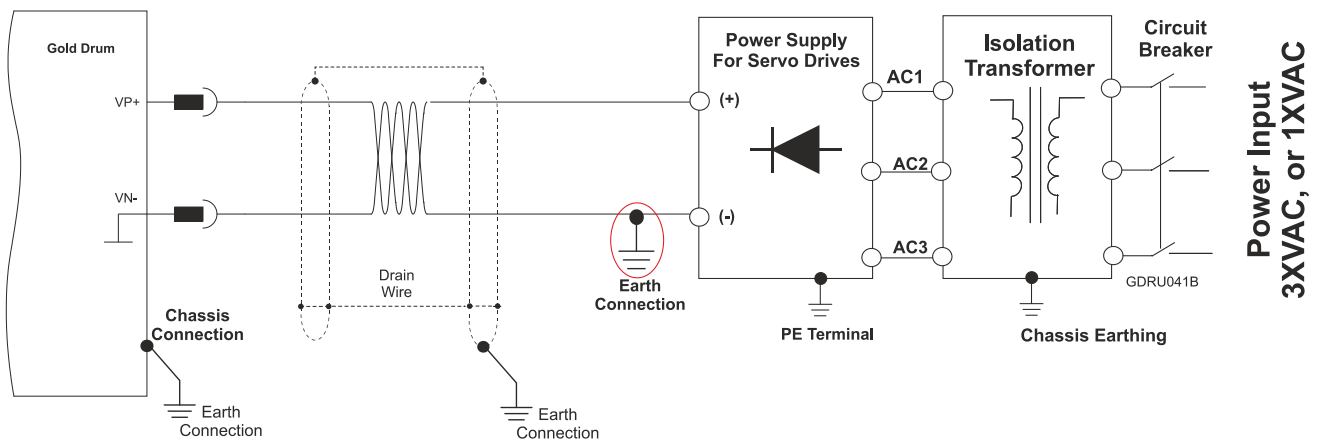 Gold Drum
VP+
VN-
Chassis
Connection
Earth
Connection
Drain
Wire
Earth
Connection
Earth
Connection
Power Supply
For Servo Drives
(+)
(-)
PE Terminal
AC1
AC2
AC3
Isolation
Transformer
Chassis Earthing
Circuit
Breaker
GDRU041B
Power Input
3XVAC, or 1XVAC